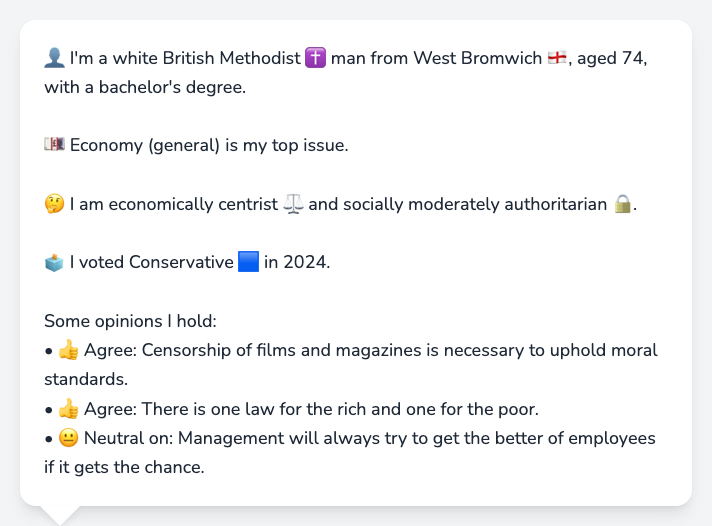 👤 I'm a white British Methodist ✝️ man from West Bromwich 🏴󠁧󠁢󠁥󠁮󠁧󠁿, aged 74,
with a bachelor's degree.
💷 Economy (general) is my top issue.
🤔 I am economically centrist ⚖️ and socially moderately authoritarian 🔒.
🗳️ I voted Conservative 🟦 in 2024.
Some opinions I hold:
• 👍 Agree: Censorship of films and magazines is necessary to uphold moral
standards.
• 👍 Agree: There is one law for the rich and one for the poor.
• 😐 Neutral on: Management will always try to get the better of employees
if it gets the chance.